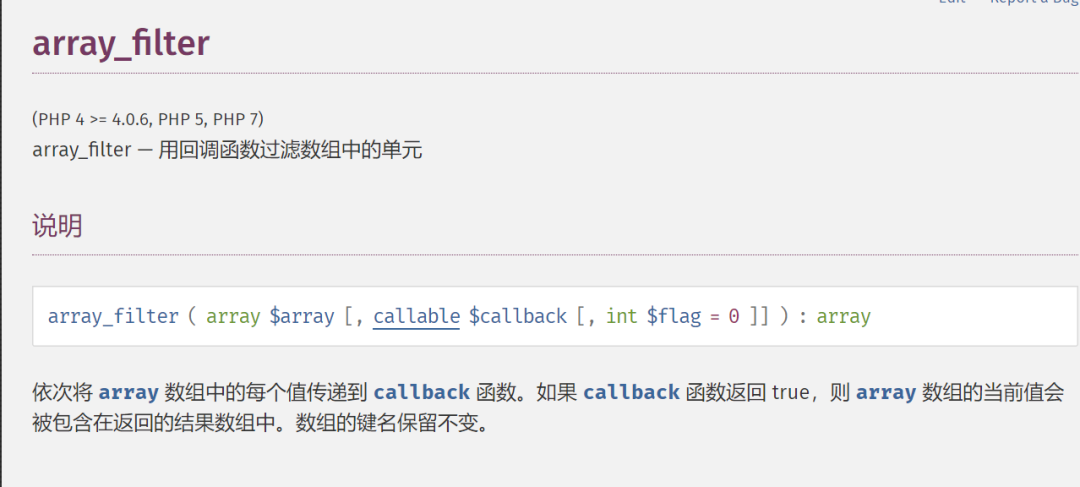 Edit Report a Bug
array_filter
(PHP 4 >= 4.0.6, PHP 5, PHP 7)
array_filter — 用回调函数过滤数组中的单元
说明
array_filter ( array $array [, callable $callback [, int $flag = 0 ]] ) : array
依次将 array 数组中的每个值传递到 callback 函数。如果 callback 函数返回 true，则 array 数组的当前值会
被包含在返回的结果数组中。数组的键名保留不变。